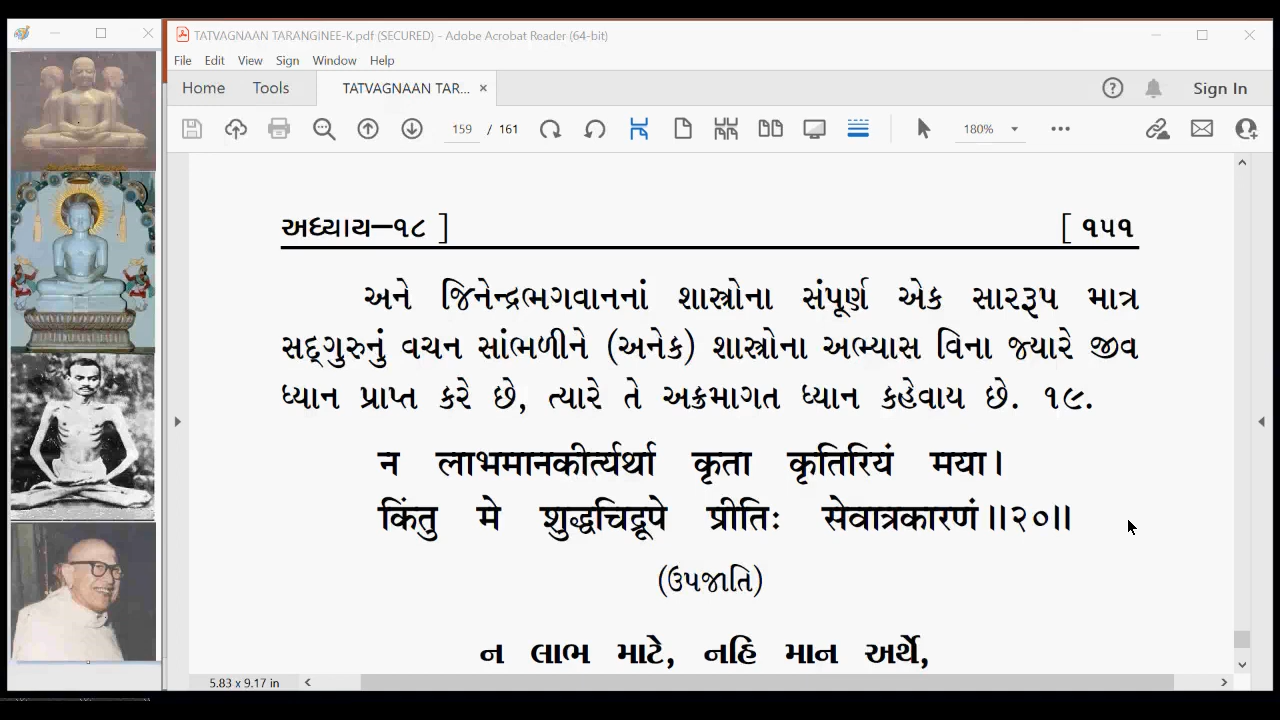 TATVAGNAAN TARANGINEE-K.pdf (SECURED) - Adobe Acrobat Reader (64-bit)
File Edit View Sign Window Help
Home Tools TATVAGNAAN TAR... × Sign In
159 / 161 180%
અધ્યાય–૧૮ ] [ ૧૫૧
અને જિનેન્દ્રભગવાનનાં શાસ્ત્રોના સંપૂર્ણ એક સારરૂપ માત્ર
સદ્ગુરુનું વચન સાંભળીને (અનેક) શાસ્ત્રોના અભ્યાસ વિના જ્યારે જીવ
ધ્યાન પ્રાપ્ત કરે છે, ત્યારે તે અક્રમાગત ધ્યાન કહેવાય છે. ૧૯.
न लाभमानकीर्त्यर्था कृता कृतिरियं मया।
किंतु मे शुद्धचिद्रूपे प्रीतिः सेवात्रकारणं॥२०॥
(ઉપજાતિ)
ન લાભ માટે, નહિ માન અર્થે,
5.83 x 9.17 in